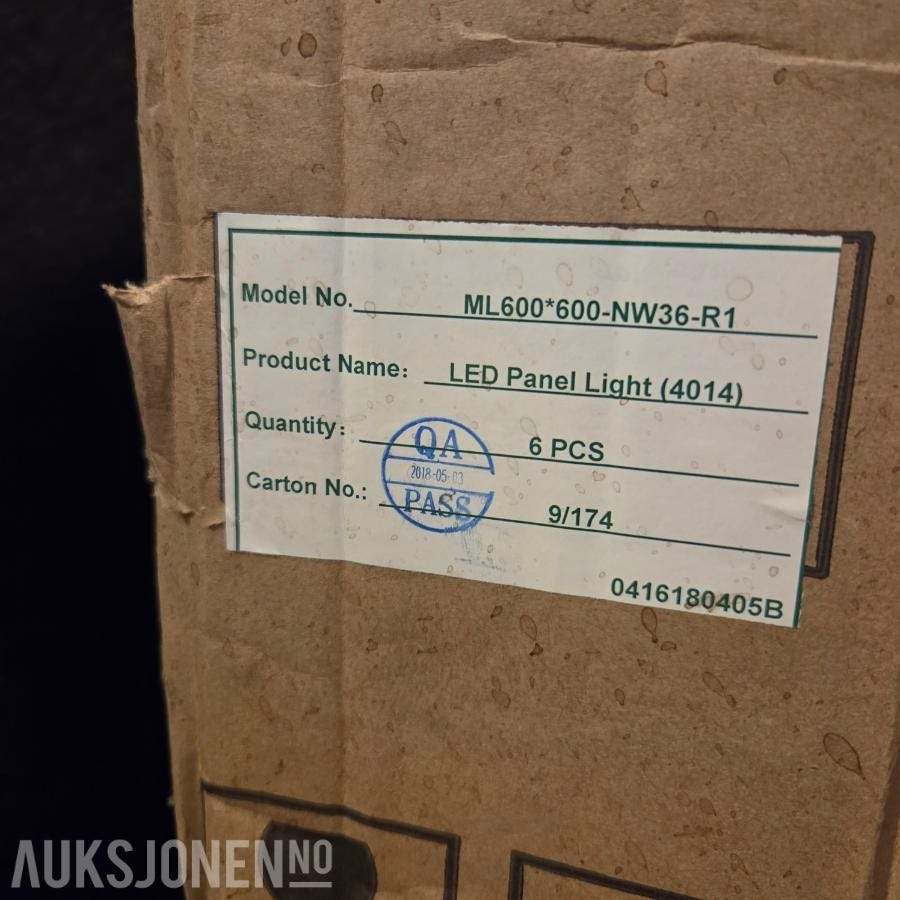 Model No. ML600*600-NW36-R1
Product Name: LED Panel Light (4014)
Quantity: 6 PCS
QA
2018-05-03
PASS
Carton No.: 9/174
0416180405B
AUKSJONEN NO